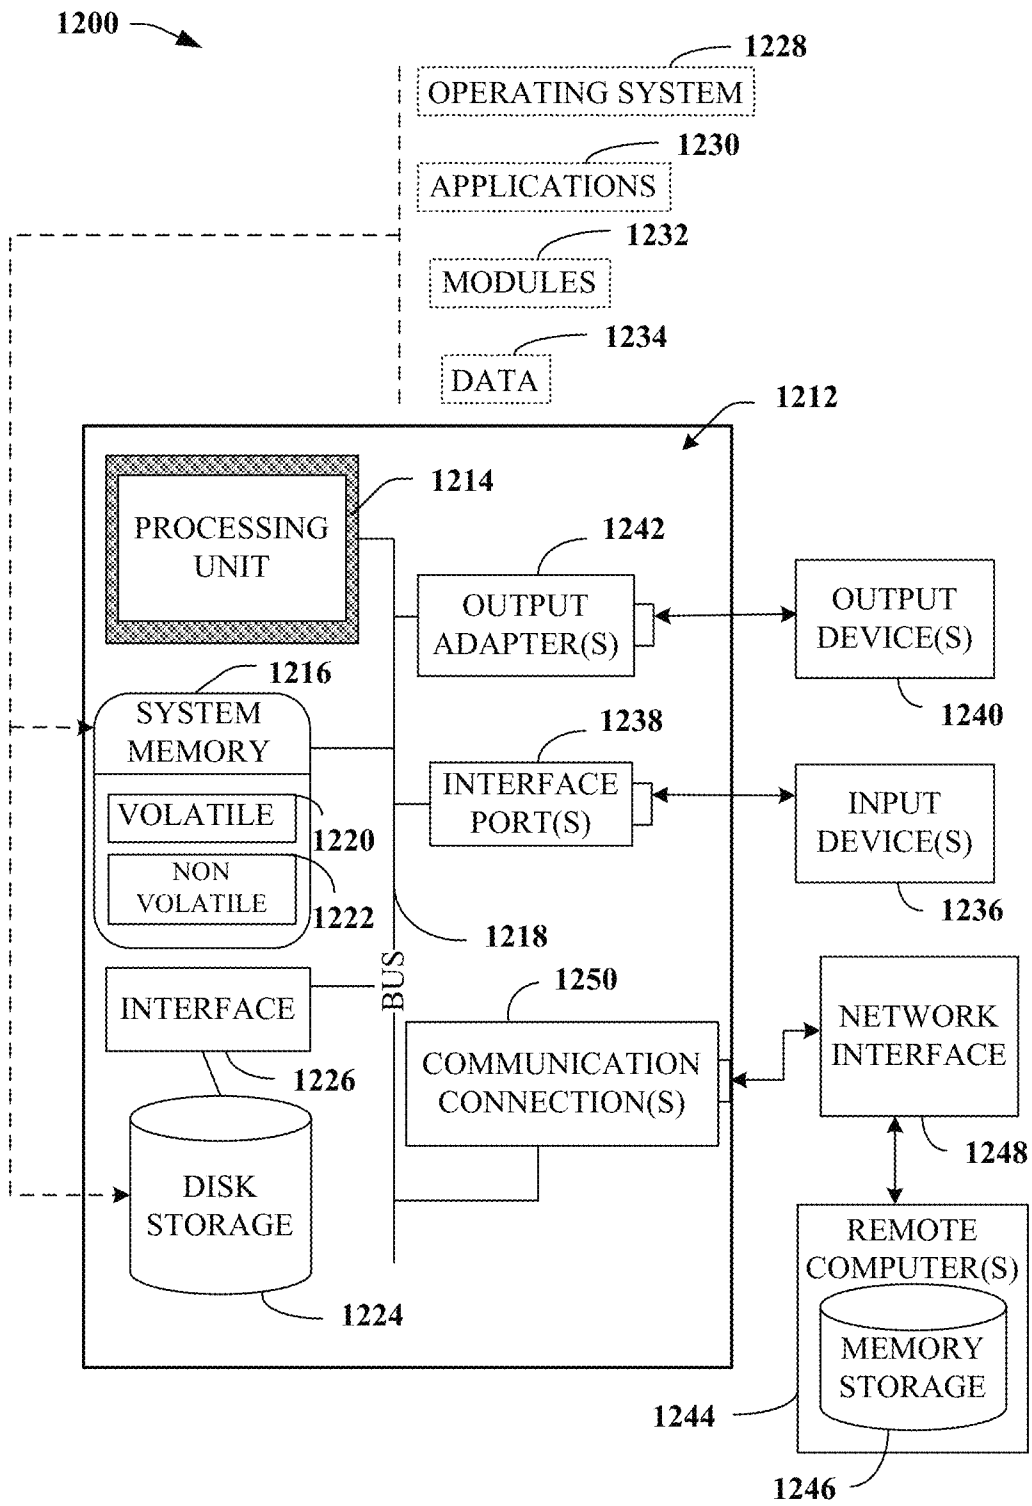 1200
1228
OPERATING SYSTEM
1230
APPLICATIONS
1232
MODULES
1234
DATA
1212
1214
PROCESSING
UNIT
1242
OUTPUT
ADAPTER(S)
OUTPUT
DEVICE(S)
1240
1216
SYSTEM
MEMORY
VOLATILE
1220
NON
VOLATILE
1222
1238
INTERFACE
PORT(S)
INPUT
DEVICE(S)
1236
1218
BUS
INTERFACE
1226
1250
COMMUNICATION
CONNECTION(S)
NETWORK
INTERFACE
1248
DISK
STORAGE
1224
REMOTE
COMPUTER(S)
MEMORY
STORAGE
1244
1246